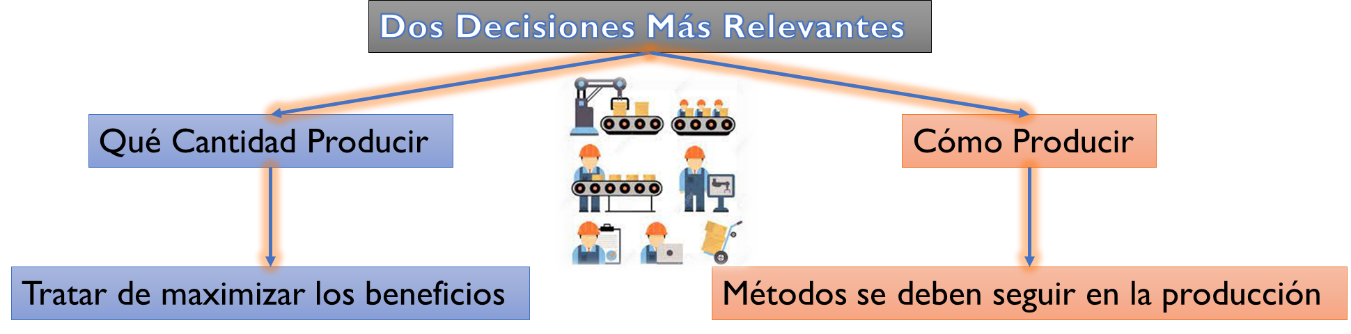 Dos Decisiones Más Relevantes
Qué Cantidad Producir
Cómo Producir
Tratar de maximizar los beneficios
Métodos se deben seguir en la producción